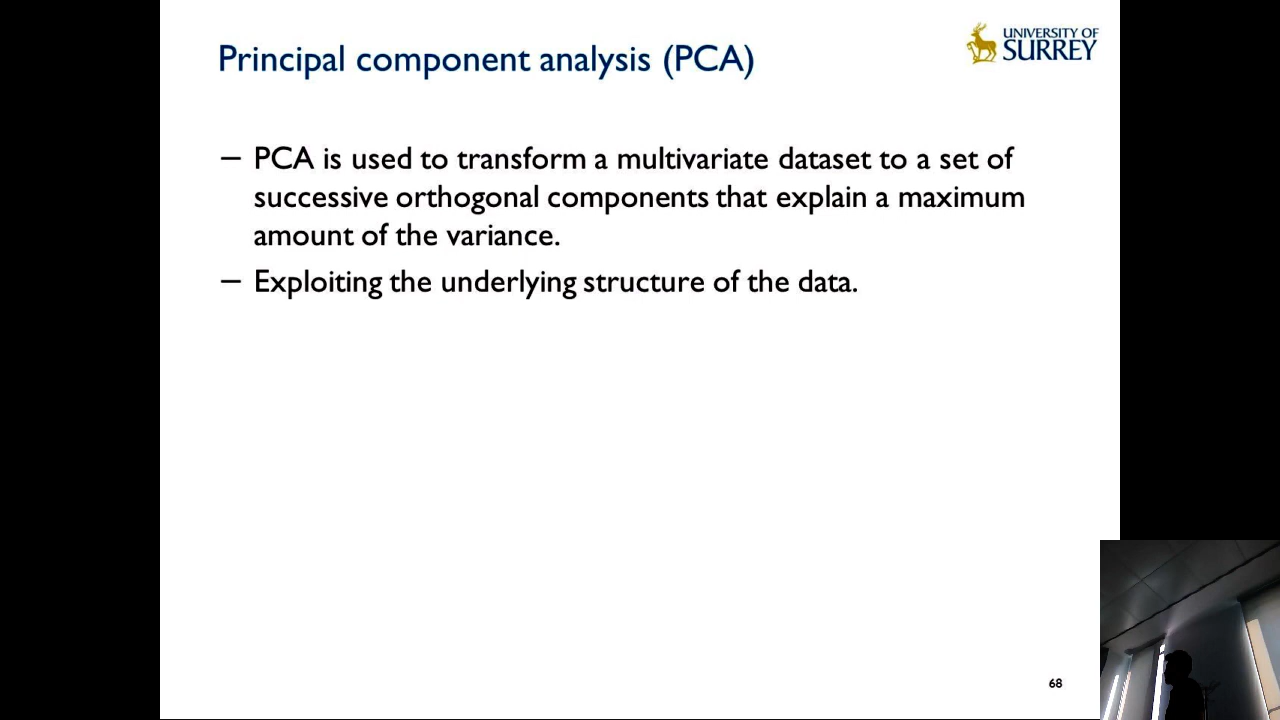 Principal component analysis (PCA)
UNIVERSITY OF
SURREY
– PCA is used to transform a multivariate dataset to a set of
successive orthogonal components that explain a maximum
amount of the variance.
– Exploiting the underlying structure of the data.
68